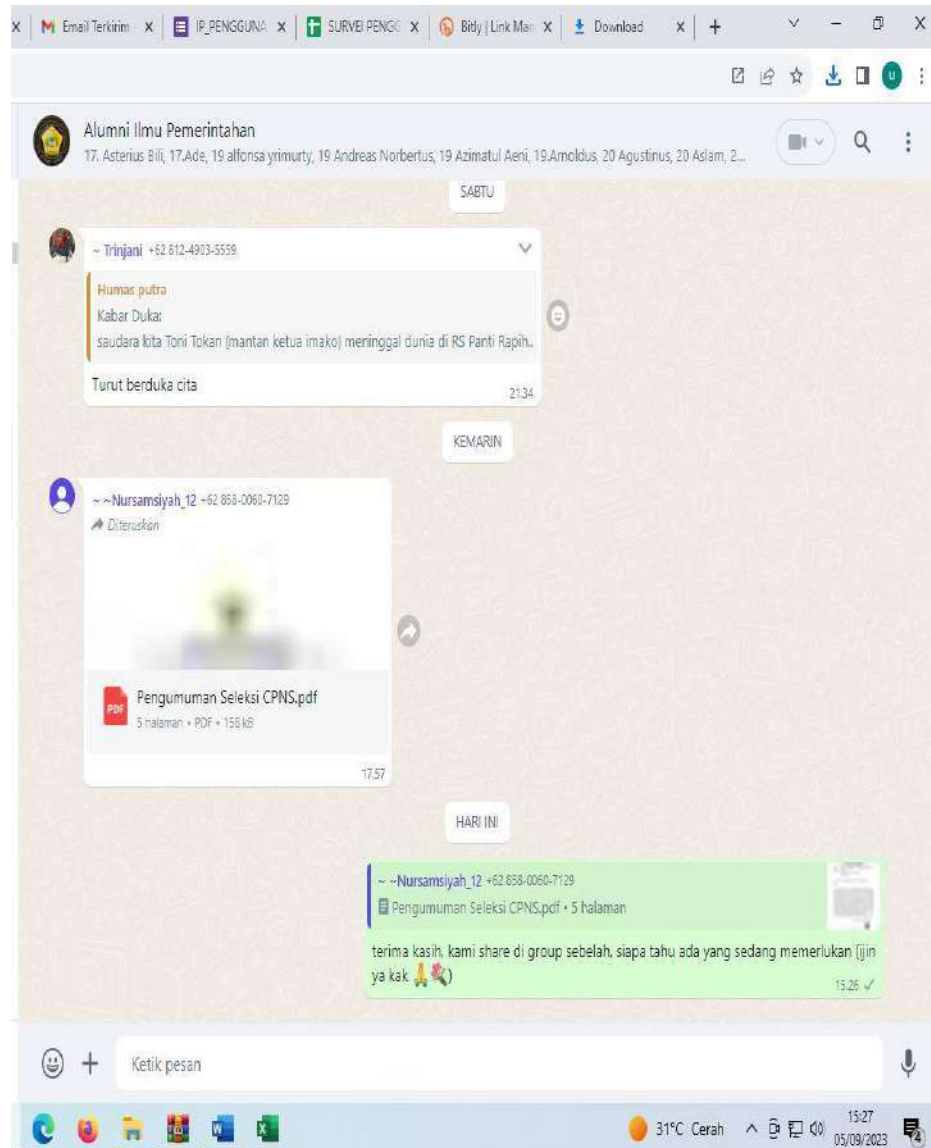 Email Terkirim
IP_PENGGUNA
SURVEI PENGG
Bitly | Link Man
Download
Alumni Ilmu Pemerintahan
17. Asterius Bili, 17.Ade, 19 alfonsa yrimurty, 19 Andreas Norbertus, 19 Azimatul Aeni, 19.Arnoldus, 20 Agustinus, 20 Aslam, 2...
SABTU
~ Trinjani +62 812-4903-5559
Humas putra
Kabar Duka:
saudara kita Toni Tokan (mantan ketua imako) meninggal dunia di RS Panti Rapih..
Turut berduka cita
21.34
KEMARIN
~ ~Nursamsiyah_12 +62 858-0060-7129
Diteruskan
Pengumuman Seleksi CPNS.pdf
PDF
5 halaman • PDF • 158 kB
17.57
HARI INI
~ ~Nursamsiyah_12 +62 858-0060-7129
Pengumuman Seleksi CPNS.pdf • 5 halaman
terima kasih, kami share di group sebelah, siapa tahu ada yang sedang memerlukan (ijin
ya kak 🙏💐)
15.26
Ketik pesan
31°C Cerah
15:27
05/09/2023
4